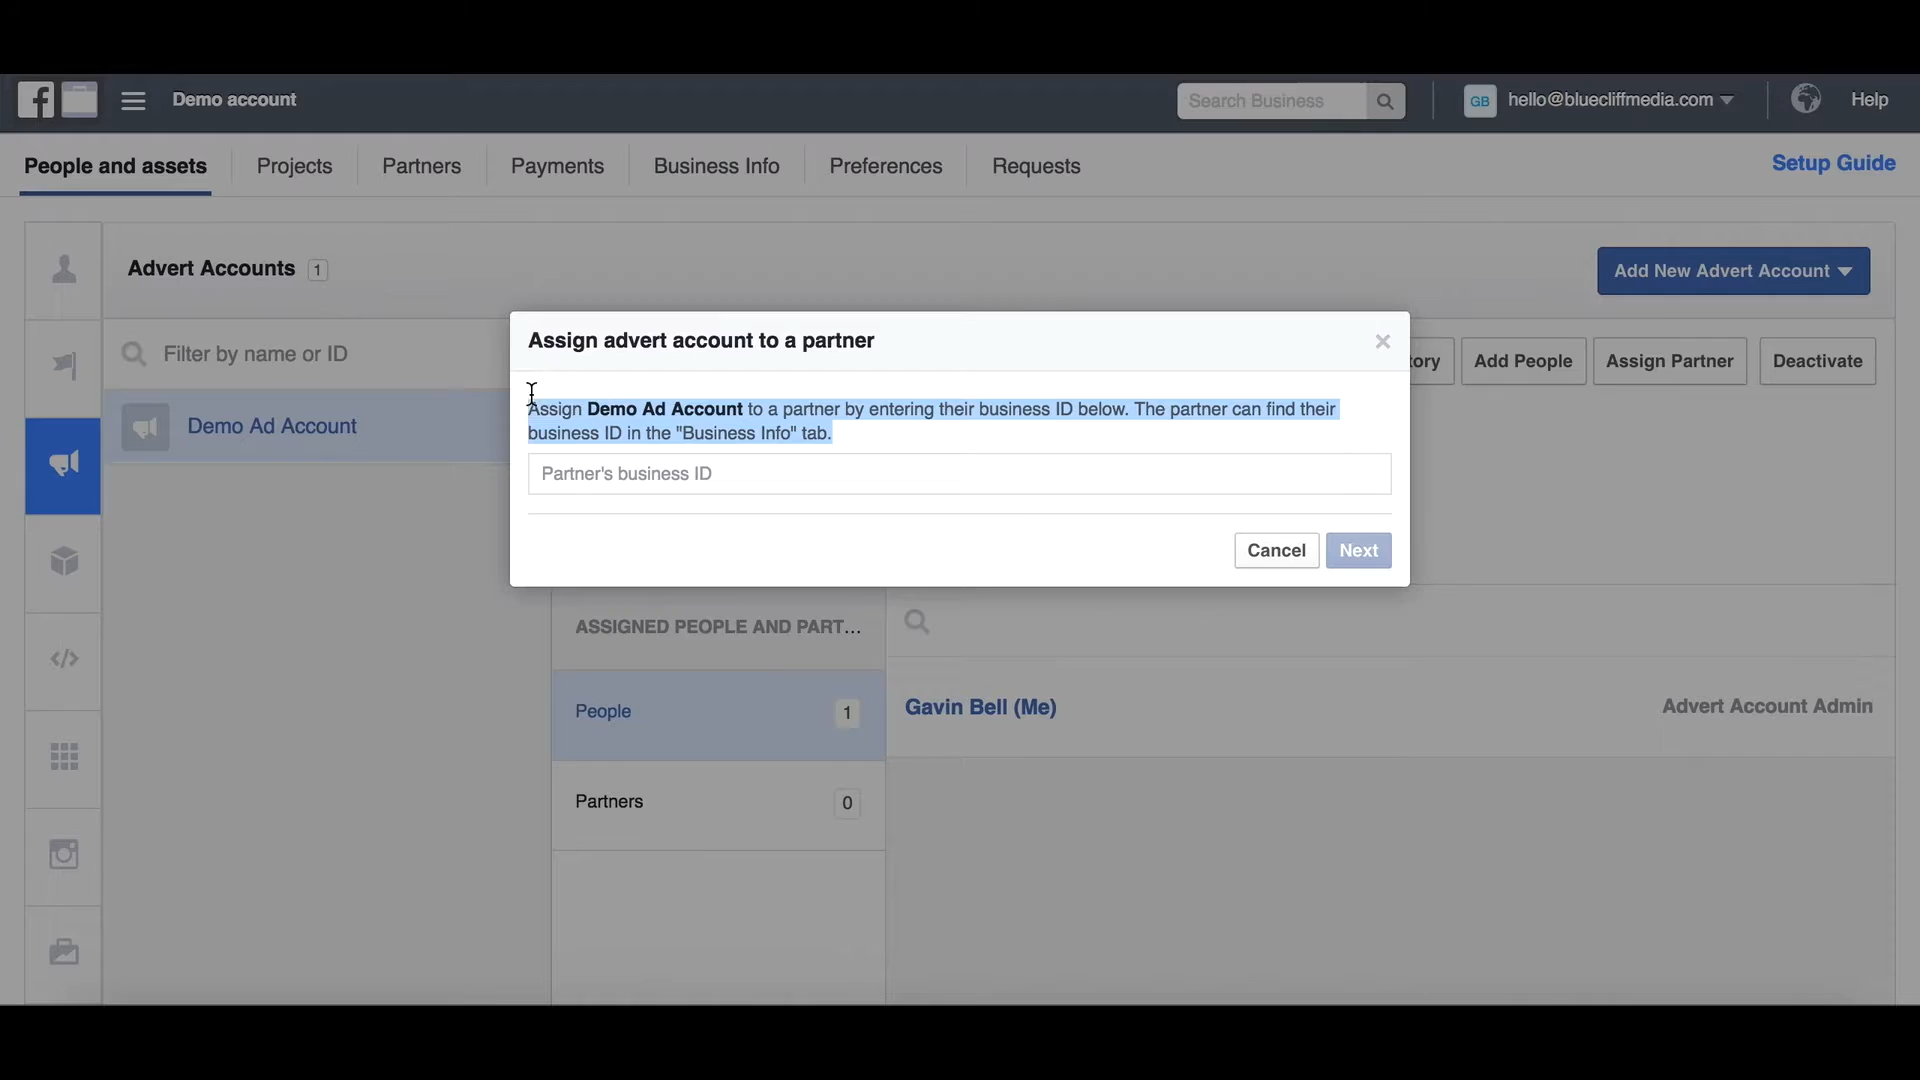 Demo account
Search Business
GB
hello@bluecliffmedia.com
Help
People and assets
Projects
Partners
Payments
Business Info
Preferences
Requests
Setup Guide
Advert Accounts 1
Add New Advert Account
Filter by name or ID
Demo Ad Account
Assign advert account to a partner
Assign Demo Ad Account to a partner by entering their business ID below. The partner can find their
business ID in the "Business Info" tab.
Partner's business ID
Cancel
Next
Add People
Assign Partner
Deactivate
ASSIGNED PEOPLE AND PART...
People 1
Gavin Bell (Me)
Advert Account Admin
Partners 0